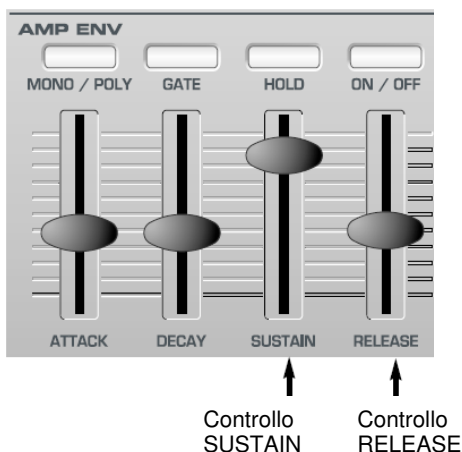 AMP ENV
MONO / POLY GATE HOLD ON / OFF
ATTACK DECAY SUSTAIN RELEASE
Controllo Controllo
SUSTAIN RELEASE